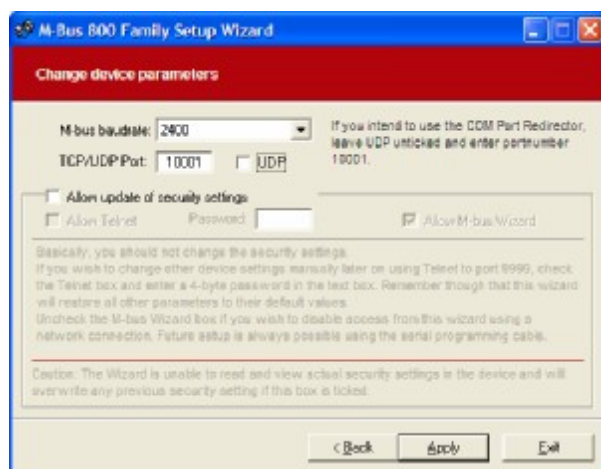 M-Bus 800 Family Setup Wizard
Change device parameters
M-bus baudrate: 2400
If you intend to use the COM Port Redirector,
leave UDP unticked and enter portnumber
10001.
TCP/UDP Port: 10001 UDP
Allow update of security settings
Allow Telnet Password: Allow M-bus Wizard
Basically, you should not change the security settings.
If you wish to change other device settings manually later on using Telnet to port 9999, check
the Telnet box and enter a 4-byte password in the text box. Remember though that this wizard
will restore all other parameters to their default values.
Uncheck the M-bus Wizard box if you wish to disable access from this wizard using a
network connection. Future setup is always possible using the serial programming cable.
Caution. The Wizard is unable to read and view actual security settings in the device and will
overwrite any previous security setting if this box is ticked.
< Back Apply Exit